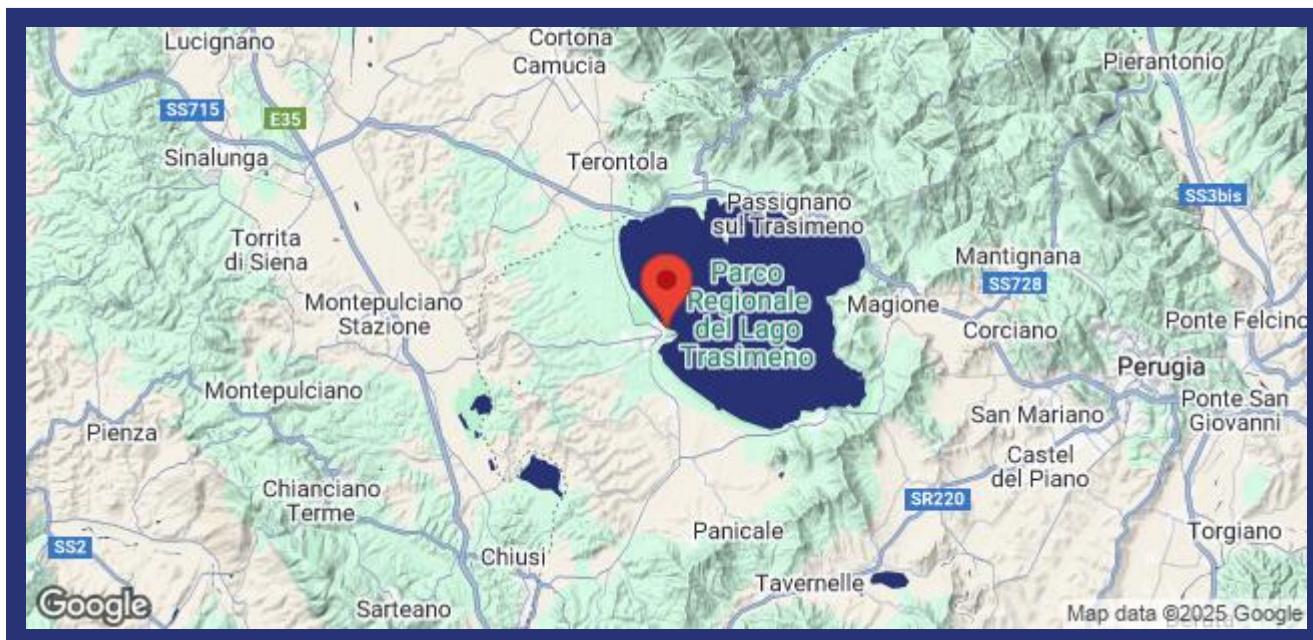 Lucignano
Cortona
Camucia
Pierantonio
SS715
E35
Sinalunga
Terontola
SS3bis
Passignano
sul Trasimeno
Torrita
di Siena
Mantignana
Parco
Regionale
del Lago
Trasimeno
SS728
Montepulciano
Stazione
Magione
Corciano
Ponte Felcino
Perugia
Montepulciano
Ponte San
Giovanni
San Mariano
Pienza
Castel
del Piano
Chianciano
Terme
SR220
Panicale
Torgiano
SS2
Chiusi
Tavernelle
Google
Sarteano
Map data ©2025 Google